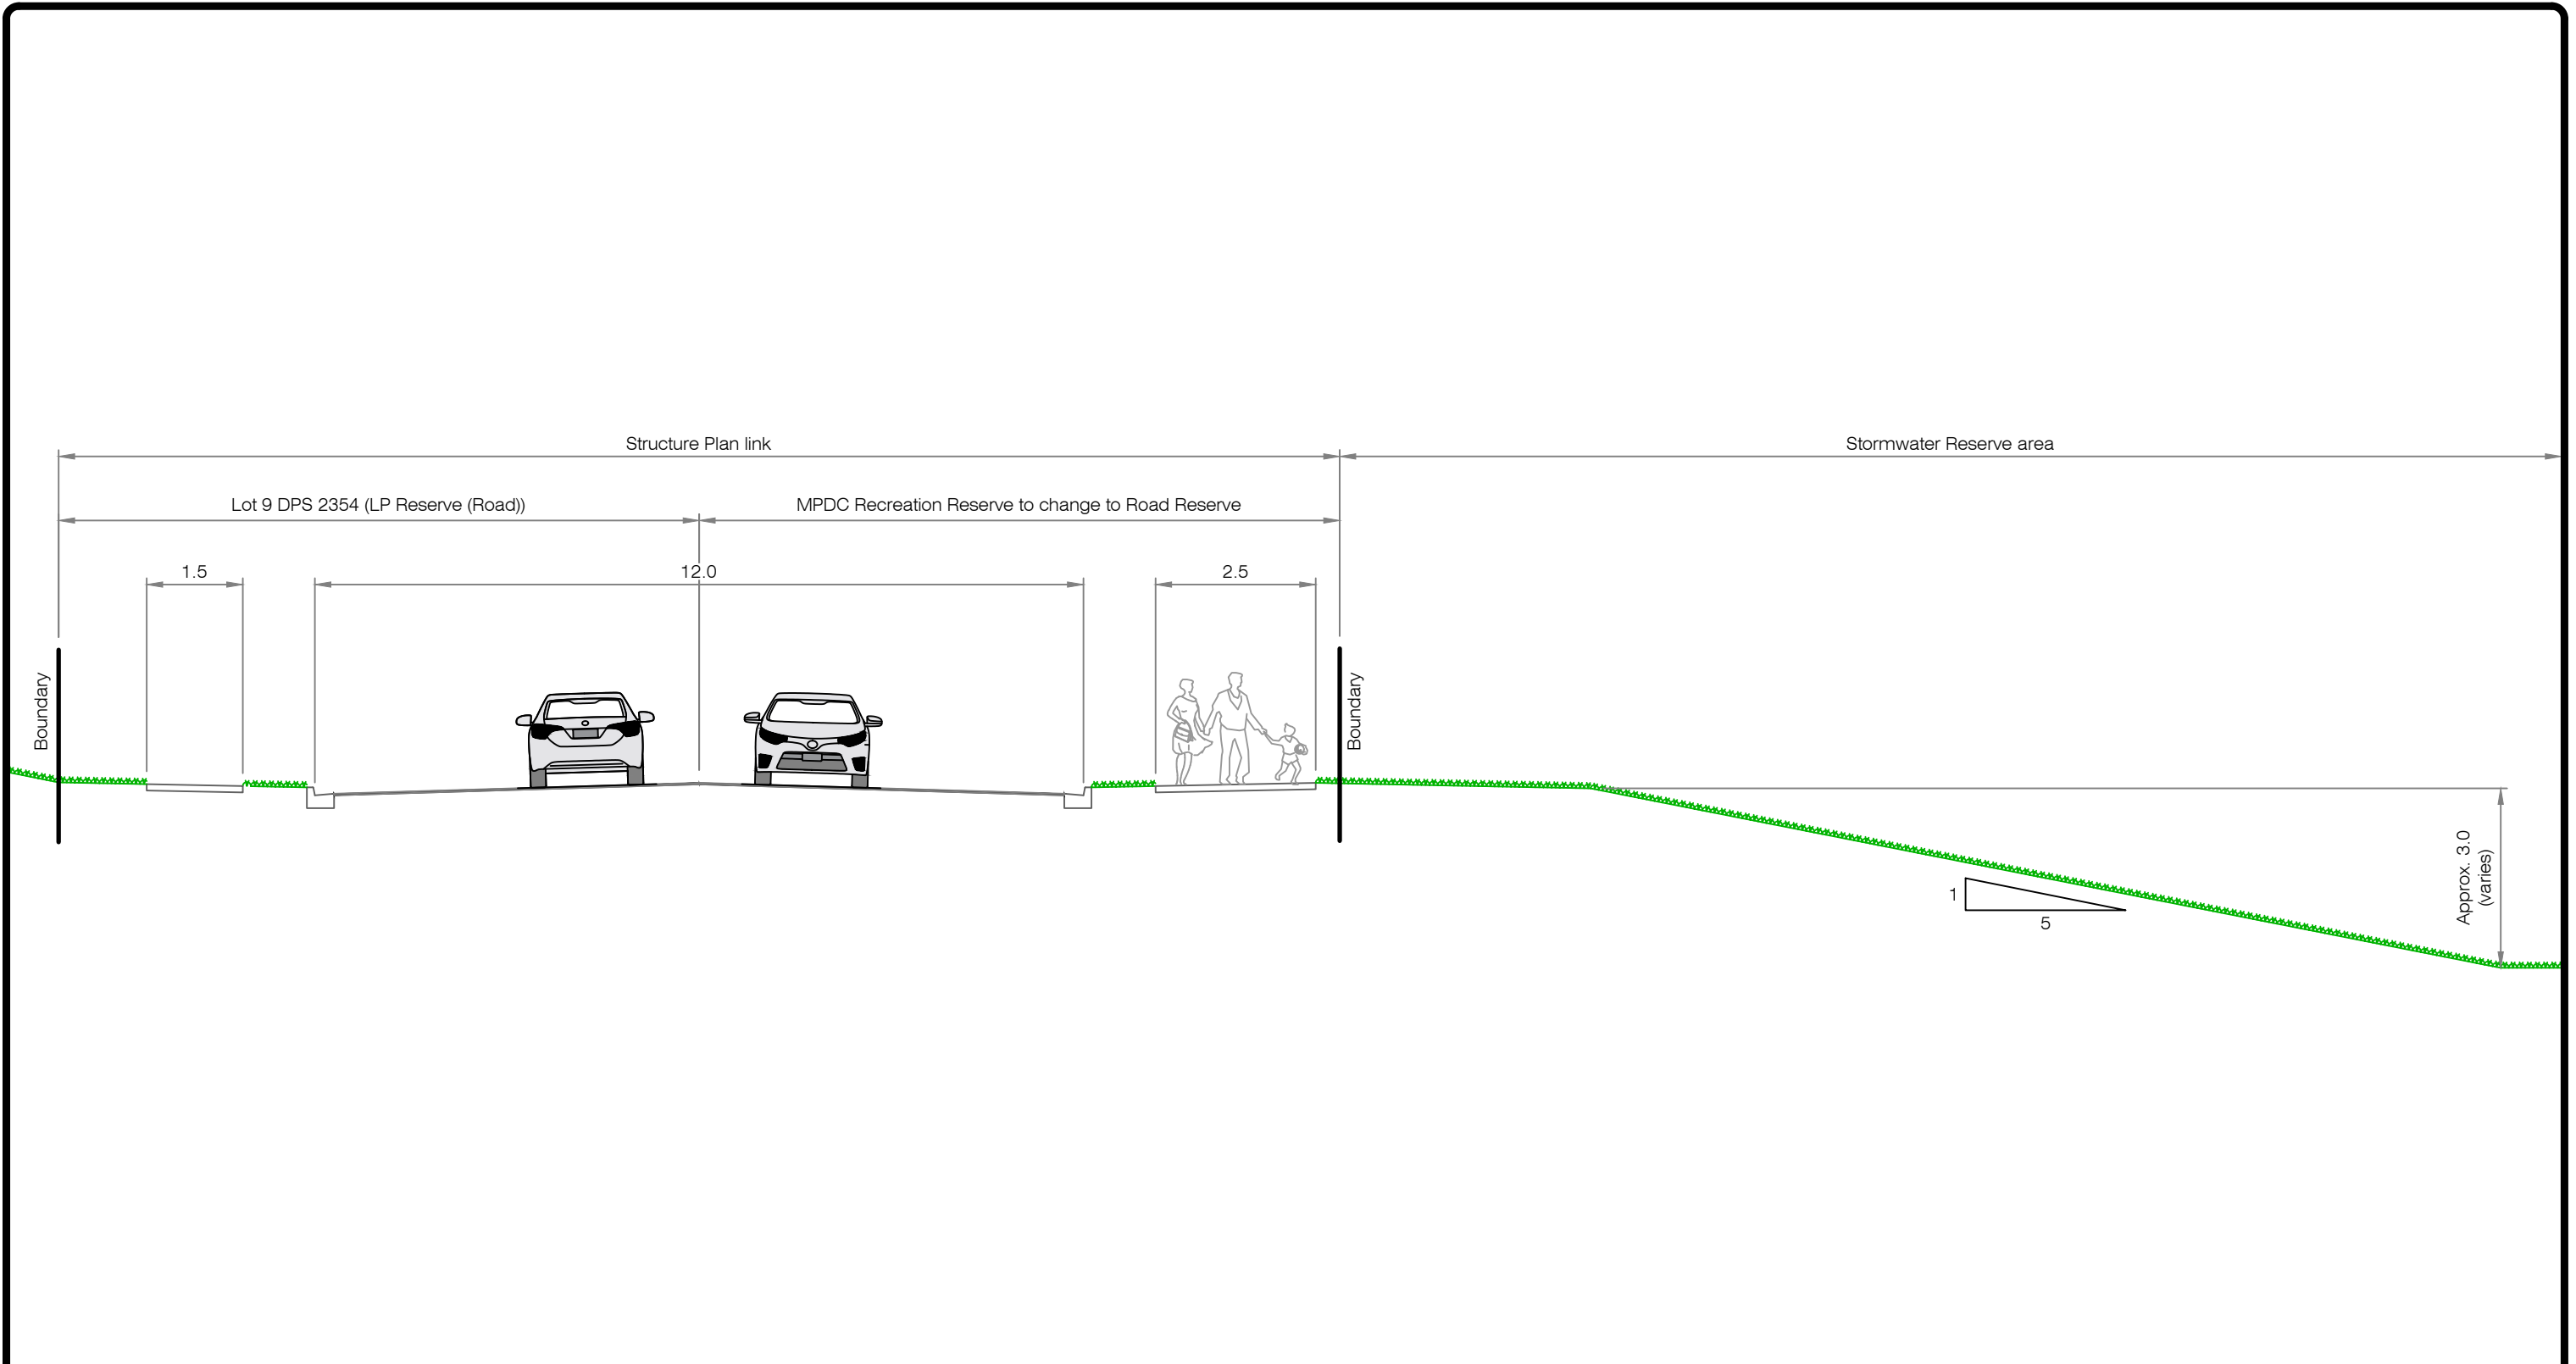 Structure Plan link
Stormwater Reserve area
Lot 9 DPS 2354 (LP Reserve (Road))
MPDC Recreation Reserve to change to Road Reserve
1.5
12.0
2.5
Boundary
Boundary
Approx. 3.0
(varies)
1
5